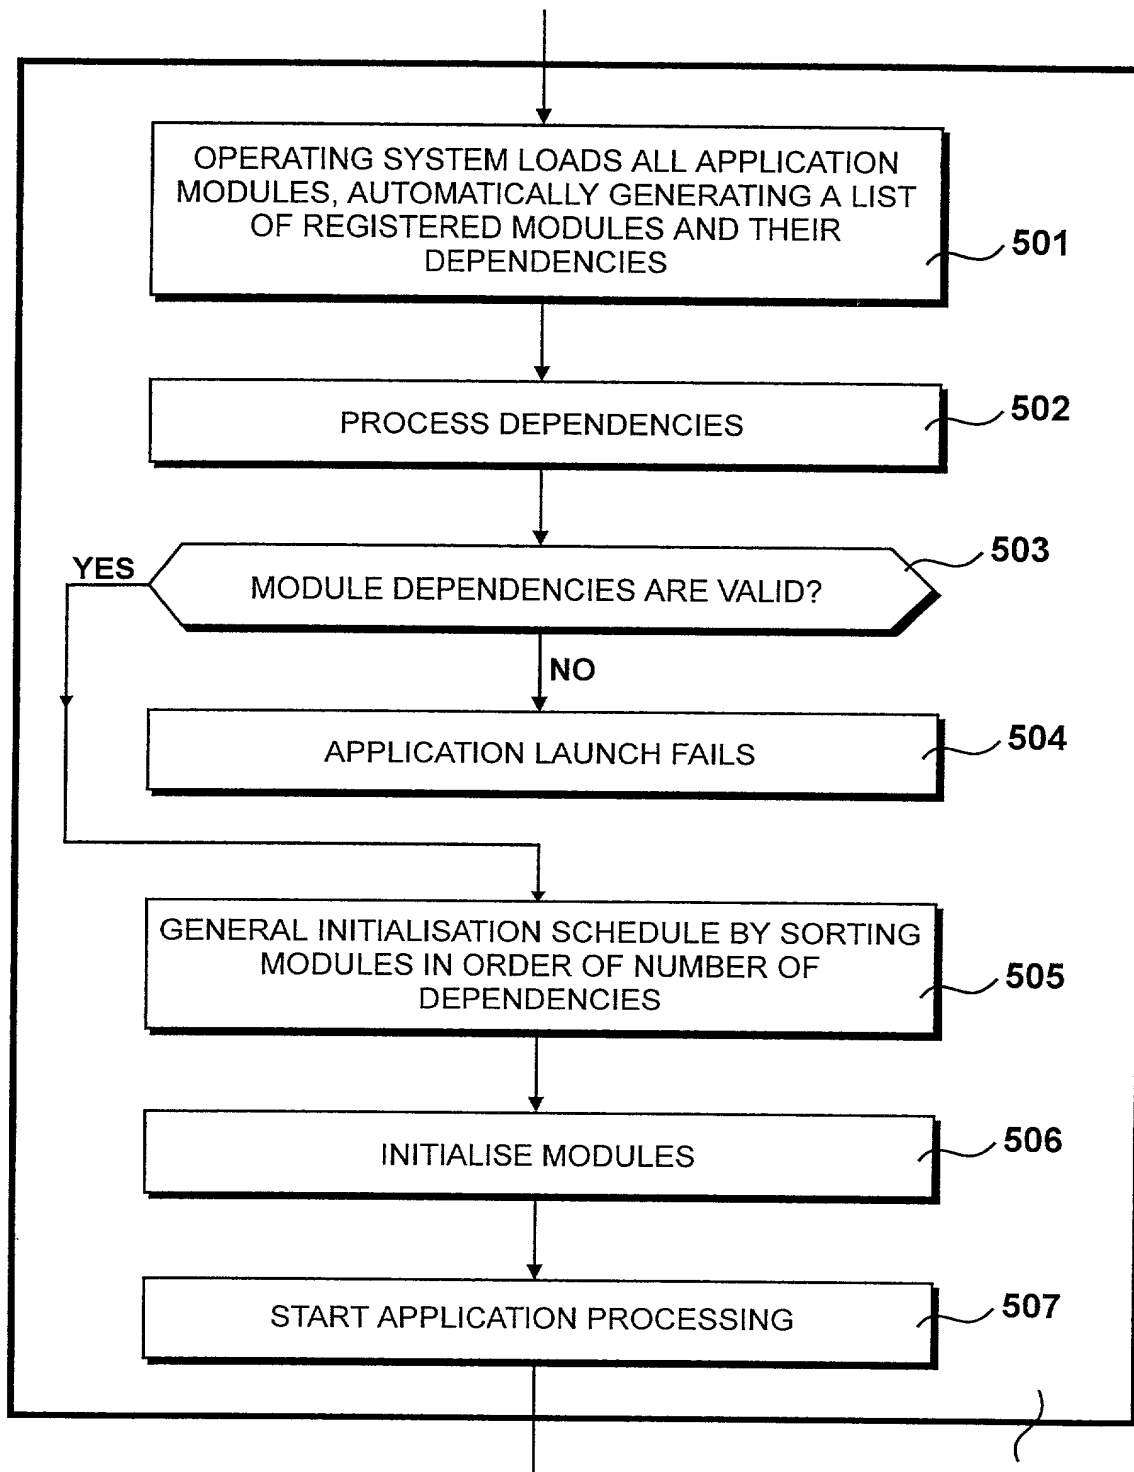 OPERATING SYSTEM LOADS ALL APPLICATION
MODULES, AUTOMATICALLY GENERATING A LIST
OF REGISTERED MODULES AND THEIR
DEPENDENCIES
501
PROCESS DEPENDENCIES
502
YES
MODULE DEPENDENCIES ARE VALID?
503
NO
APPLICATION LAUNCH FAILS
504
GENERAL INITIALISATION SCHEDULE BY SORTING
MODULES IN ORDER OF NUMBER OF
DEPENDENCIES
505
INITIALISE MODULES
506
START APPLICATION PROCESSING
507